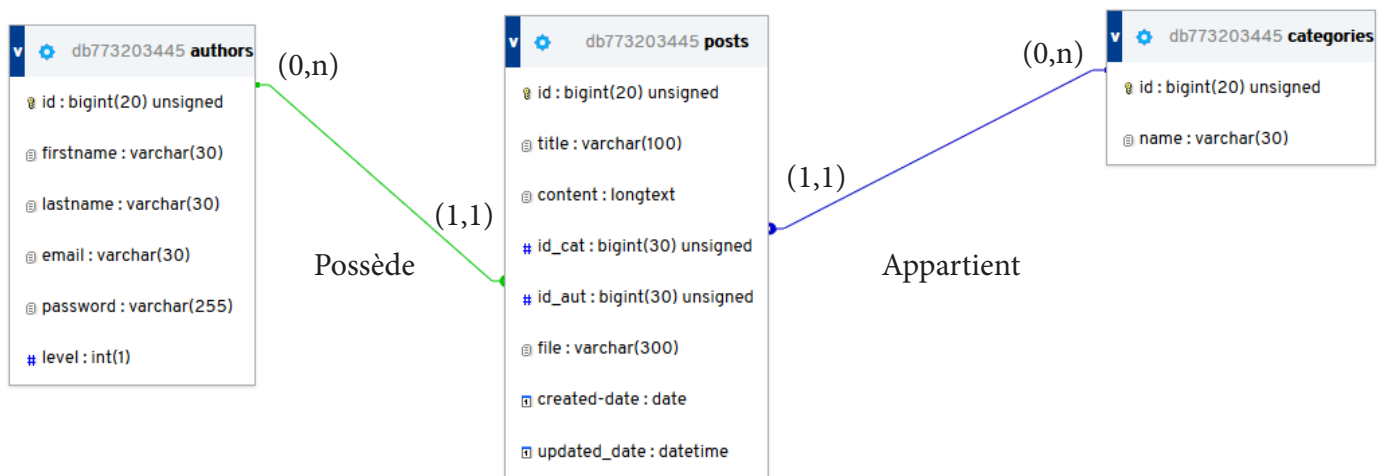 v db773203445 authors
id : bigint(20) unsigned
firstname : varchar(30)
lastname : varchar(30)
email : varchar(30)
password : varchar(255)
# level : int(1)
(0,n)
(1,1)
Possède
v db773203445 posts
id : bigint(20) unsigned
title : varchar(100)
content : longtext
# id_cat : bigint(30) unsigned
# id_aut : bigint(30) unsigned
file : varchar(300)
created-date : date
updated_date : datetime
(0,n)
(1,1)
Appartient
v db773203445 categories
id : bigint(20) unsigned
name : varchar(30)